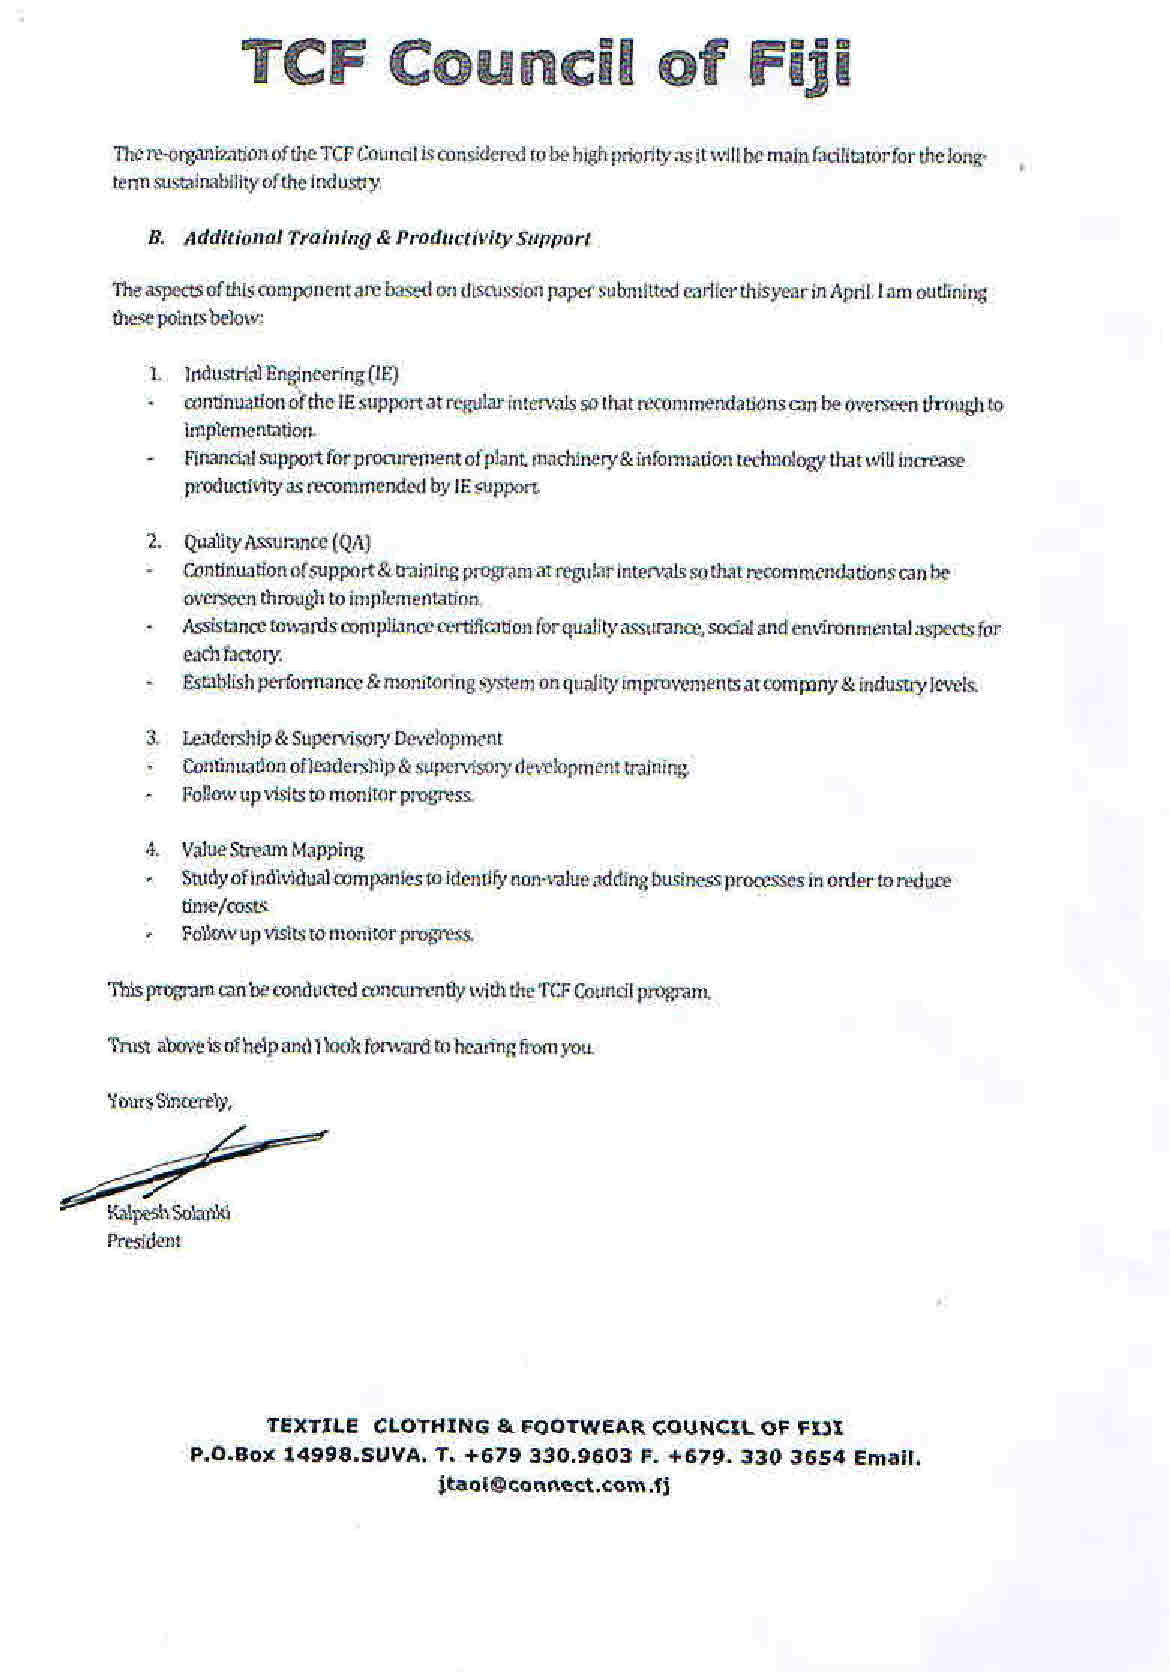 TCF Council of Fiji
The re-organization of the TCF Council is considered to be high priority as it will be main facilitator for the long-
term sustainability of the industry.
B. Additional Training & Productivity Support
The aspects of this component are based on discussion paper submitted earlier this year in April. I am outlining
these points below:
1. Industrial Engineering (IE)
- continuation of the IE support at regular intervals so that recommendations can be overseen through to
implementation.
- Financial support for procurement of plant, machinery & information technology that will increase
productivity as recommended by IE support.
2. Quality Assurance (QA)
- Continuation of support & training program at regular intervals so that recommendations can be
overseen through to implementation.
- Assistance towards compliance certification for quality assurance, social and environmental aspects for
each factory.
- Establish performance & monitoring system on quality improvements at company & industry levels.
3. Leadership & Supervisory Development
- Continuation of leadership & supervisory development training.
- Follow up visits to monitor progress.
4. Value Stream Mapping
- Study of individual companies to identify non-value adding business processes in order to reduce
time/costs.
- Follow up visits to monitor progress.
This program can be conducted concurrently with the TCF Council program.
Trust above is of help and I look forward to hearing from you.
Yours Sincerely,
Kalpesh Solanki
President
TEXTILE CLOTHING & FOOTWEAR COUNCIL OF FIJI
P.O.Box 14998.SUVA. T. +679 330.9603 F. +679. 330 3654 Email.
jtaoi@connect.com.fj